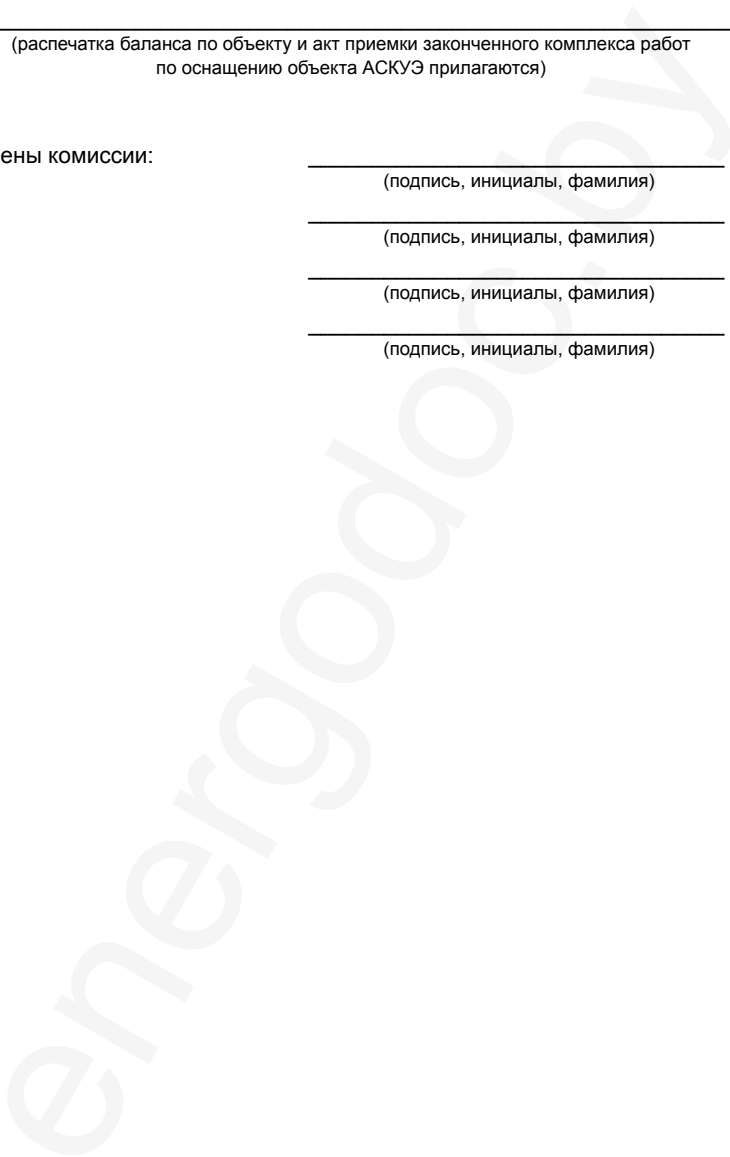 (распечатка баланса по объекту и акт приемки законченного комплекса работ
по оснащению объекта АСКУЭ прилагаются)
ены комиссии:
(подпись, инициалы, фамилия)
(подпись, инициалы, фамилия)
(подпись, инициалы, фамилия)
(подпись, инициалы, фамилия)
energodoc.by